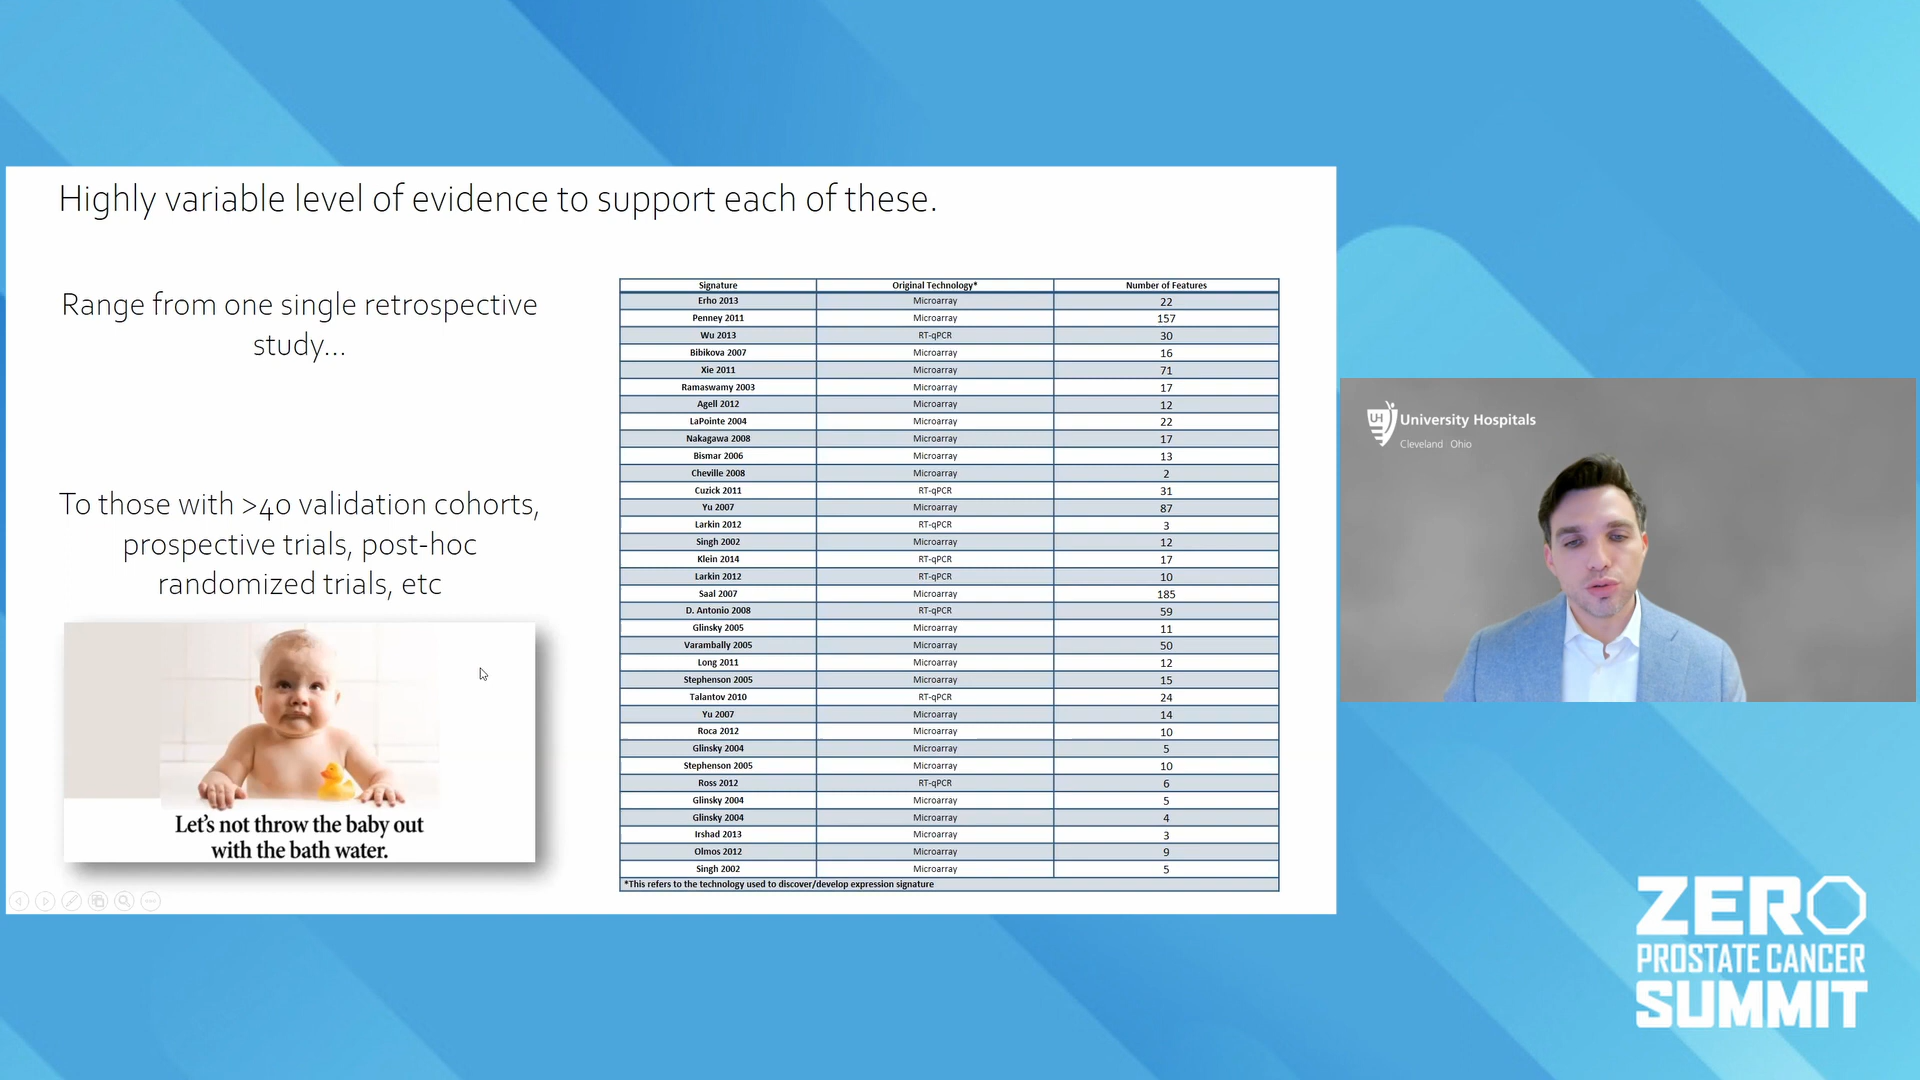 Highly variable level of evidence to support each of these.
Range from one single retrospective
study...
To those with >40 validation cohorts,
prospective trials, post-hoc
randomized trials, etc
Let's not throw the baby out
with the bath water.
Signature Original Technology* Number of Features
Erho 2013 Microarray 22
Penney 2011 Microarray 157
Wu 2013 RT-qPCR 30
Bibikova 2007 Microarray 16
Xie 2011 Microarray 71
Ramaswamy 2003 Microarray 17
Agell 2012 Microarray 12
LaPointe 2004 Microarray 22
Nakagawa 2008 Microarray 17
Bismar 2006 Microarray 13
Cheville 2008 Microarray 2
Cuzick 2011 RT-qPCR 31
Yu 2007 Microarray 87
Larkin 2012 RT-qPCR 3
Singh 2002 Microarray 12
Klein 2014 RT-qPCR 17
Larkin 2012 RT-qPCR 10
Saal 2007 Microarray 185
D. Antonio 2008 RT-qPCR 59
Glinsky 2005 Microarray 11
Varambally 2005 Microarray 50
Long 2011 Microarray 12
Stephenson 2005 Microarray 15
Talantov 2010 RT-qPCR 24
Yu 2007 Microarray 14
Roca 2012 Microarray 10
Glinsky 2004 Microarray 5
Stephenson 2005 Microarray 10
Ross 2012 RT-qPCR 6
Glinsky 2004 Microarray 5
Glinsky 2004 Microarray 4
Irshad 2013 Microarray 3
Olmos 2012 Microarray 9
Singh 2002 Microarray 5
*This refers to the technology used to discover/develop expression signature
UH University Hospitals
Cleveland Ohio
ZERO
PROSTATE CANCER
SUMMIT